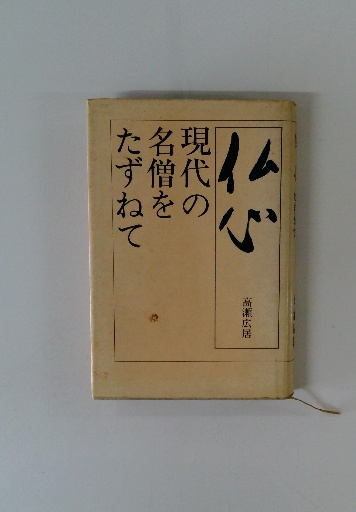 仏心
現代の
名僧を
たずねて
高瀬広居